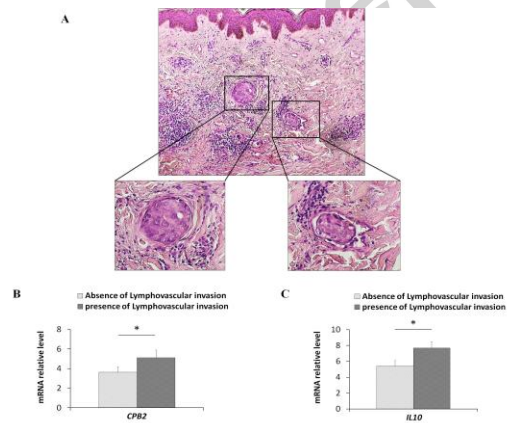 A
B
Absence of Lymphovascular invasion
presence of Lymphovascular invasion
mRNA relative level
8
6
4
2
0
*
CPB2
C
Absence of Lymphovascular invasion
presence of Lymphovascular invasion
mRNA relative level
10
8
6
4
2
0
*
IL10